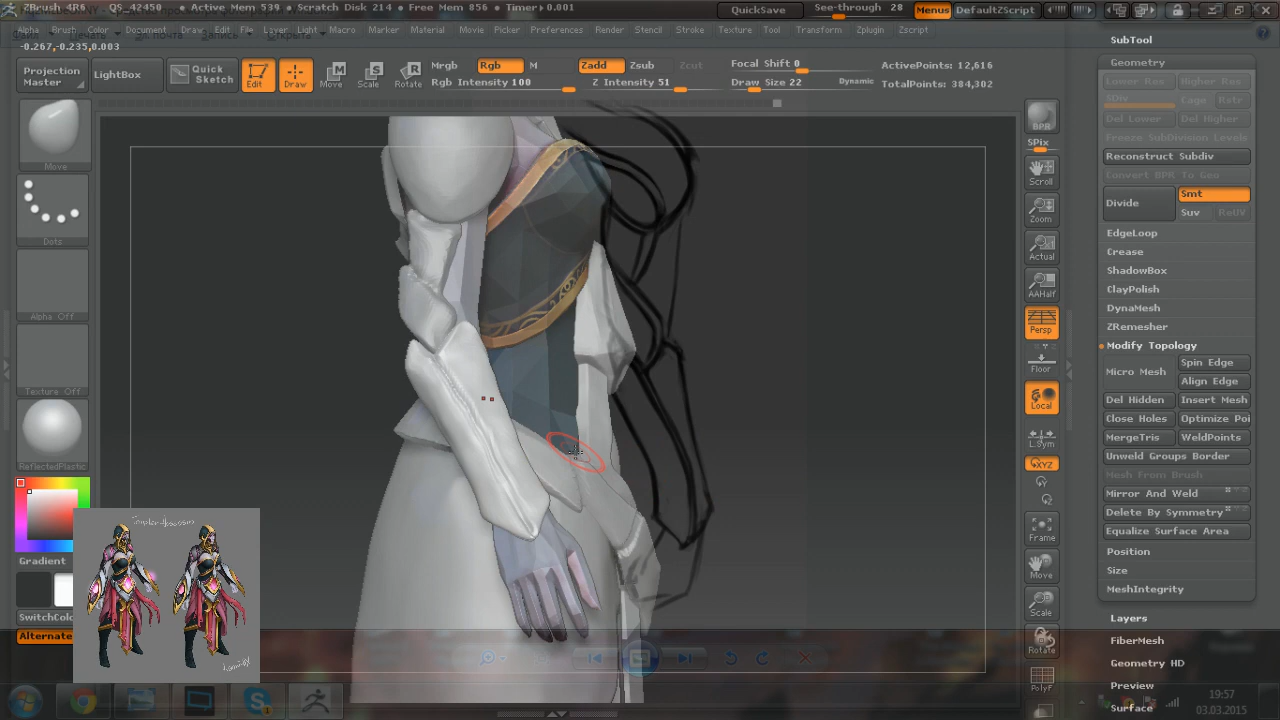 ZBrush 4R6 QS_42450 • Active Mem 539 • Scratch Disk 214 • Free Mem 856 • Timer▶0.001 QuickSave See-through 28 Menus DefaultZScript
Alpha Brush Color Document Draw Edit File Layer Light Macro Marker Material Movie Picker Preferences Render Stencil Stroke Texture Tool Transform Zplugin Zscript
-0.267,-0.235,0.003
Projection Master
LightBox
Quick Sketch
Edit
Draw
Move
Scale
Rotate
Mrgb Rgb M
Rgb Intensity 100
Zadd Zsub Zcut
Z Intensity 51
Focal Shift 0
Draw Size 22 Dynamic
ActivePoints: 12,616
TotalPoints: 384,302
Move
Dots
Alpha Off
Texture Off
ReflectedPlastic
Gradient
SwitchColo
Alternate
BPR
SPix
Scroll
Zoom
Actual
AAHalf
Persp
Floor
Local
L.Sym
XYZ
Frame
Move
Scale
Rotate
PolyF
SubTool
Geometry
Lower Res Higher Res
SDiv Cage Rstr
Del Lower Del Higher
Freeze SubDivision Levels
Reconstruct Subdiv
Convert BPR To Geo
Divide Smt
Suv ReUV
EdgeLoop
Crease
ShadowBox
ClayPolish
DynaMesh
ZRemesher
Modify Topology
Micro Mesh Spin Edge
Align Edge
Del Hidden Insert Mesh
Close Holes Optimize Poi
MergeTris WeldPoints
Unweld Groups Border
Mesh From Brush
Mirror And Weld
Delete By Symmetry
Equalize Surface Area
Position
Size
MeshIntegrity
Layers
FiberMesh
Geometry HD
Preview
Surface
19:57
03.03.2015